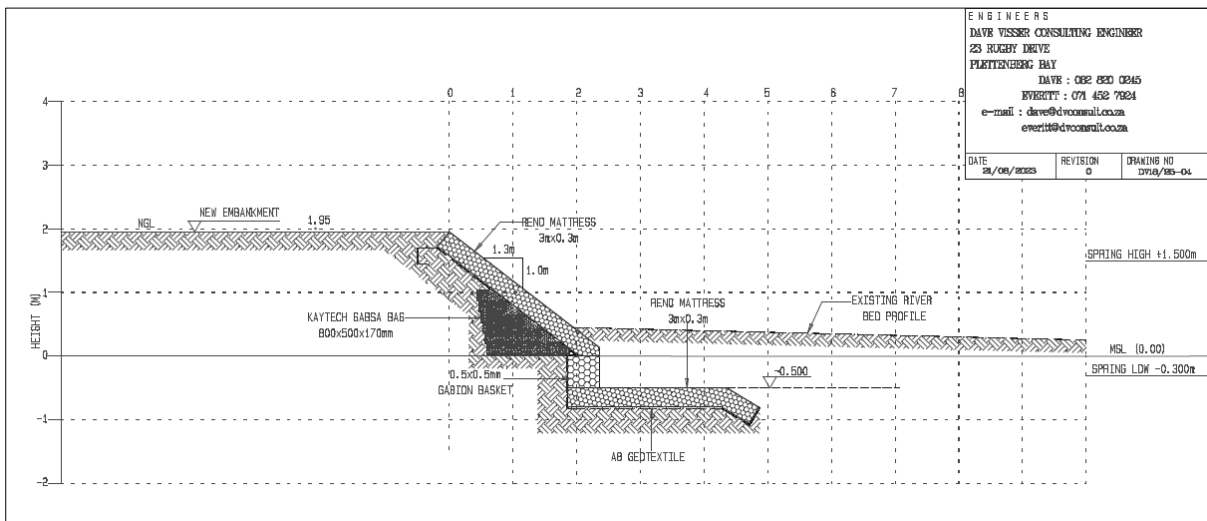 ENGINEERS
DAVE VISSER CONSULTING ENGINEER
23 RUGBY DRIVE
PLETTENBERG BAY
DAVE : 082 820 0245
EVERITT : 071 452 7924
e-mail : dave@dvconsult.co.za
everitt@dvconsult.co.za
DATE
21/08/2023
REVISION
0
DRAWING NO
DV18/25-04
0 1 2 3 4 5 6 7 8
4
3
2
1
0
-1
-2
HEIGHT (M)
NGL
NEW EMBANKMENT
1.95
RENO MATTRESS
3mx0.3m
1.3m
1.0m
SPRING HIGH +1.500m
KAYTECH GABSA BAG
800x500x170mm
RENO MATTRESS
3mx0.3m
EXISTING RIVER
BED PROFILE
MSL (0.00)
SPRING LOW -0.300m
0.5x0.5mm
GABION BASKET
-0.500
A8 GEOTEXTILE